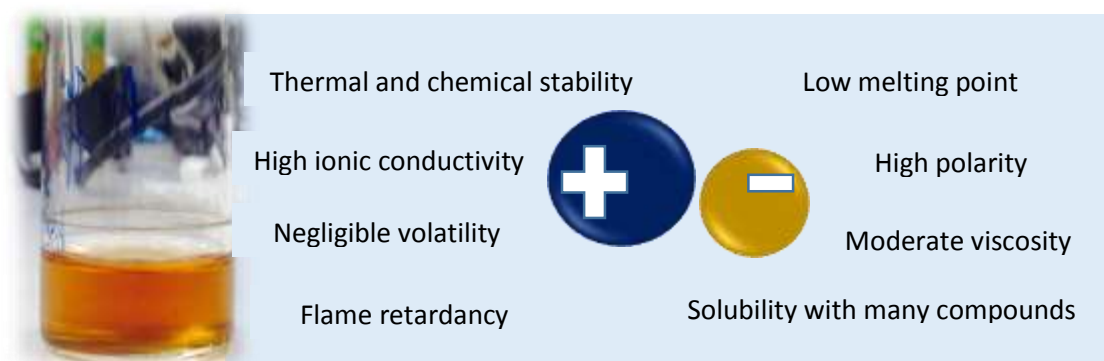 Thermal and chemical stability
Low melting point
High ionic conductivity
High polarity
Negligible volatility
Moderate viscosity
Flame retardancy
Solubility with many compounds